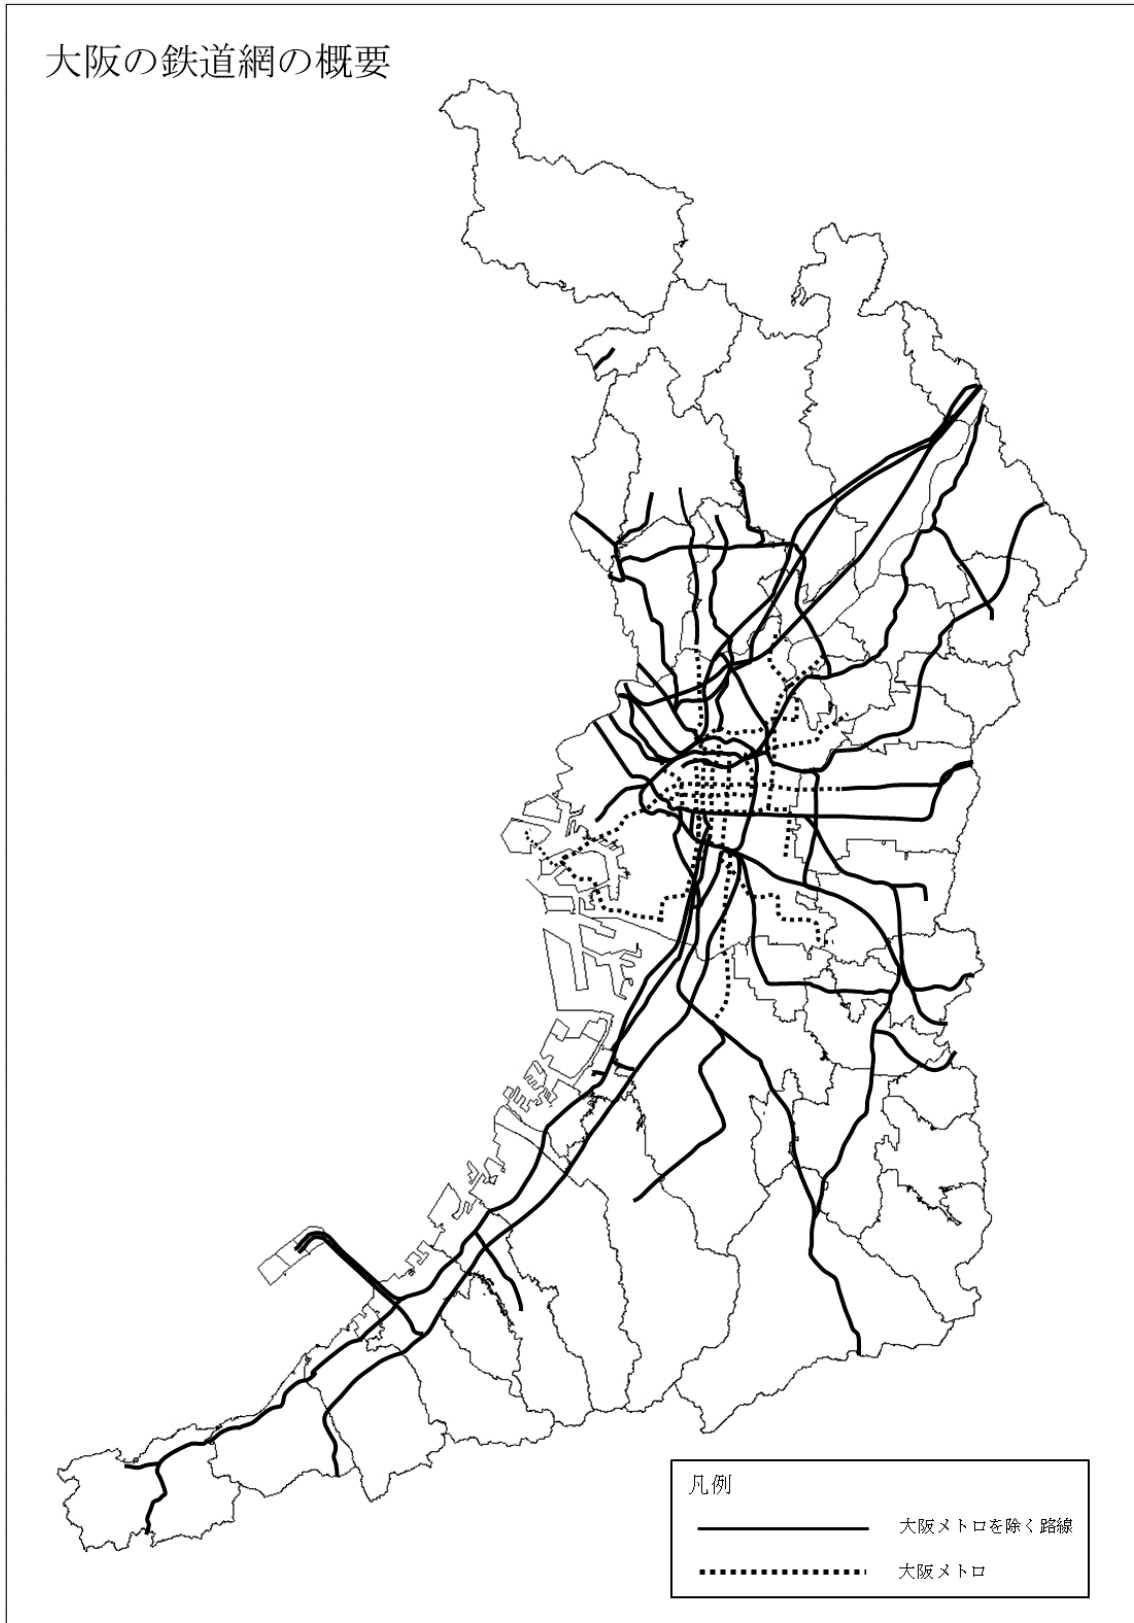 大阪の鉄道網の概要
凡例
大阪メトロを除く路線
大阪メトロ